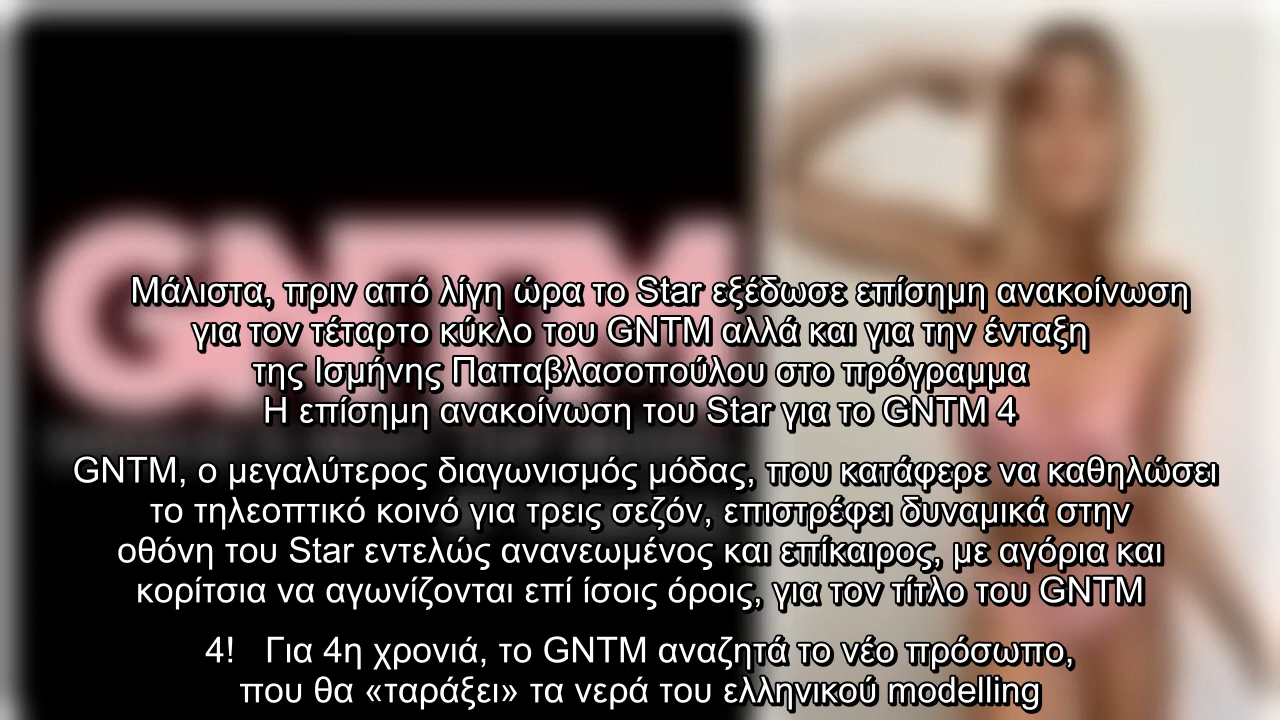 GNTM
Μάλιστα, πριν από λίγη ώρα το Star εξέδωσε επίσημη ανακοίνωση
για τον τέταρτο κύκλο του GNTM αλλά και για την ένταξη
της Ισμήνης Παπαβλασοπούλου στο πρόγραμμα
Η επίσημη ανακοίνωση του Star για το GNTM 4
GNTM, ο μεγαλύτερος διαγωνισμός μόδας, που κατάφερε να καθηλώσει
το τηλεοπτικό κοινό για τρεις σεζόν, επιστρέφει δυναμικά στην
οθόνη του Star εντελώς ανανεωμένος και επίκαιρος, με αγόρια και
κορίτσια να αγωνίζονται επί ίσοις όροις, για τον τίτλο του GNTM
4! Για 4η χρονιά, το GNTM αναζητά το νέο πρόσωπο,
που θα «ταράξει» τα νερά του ελληνικού modelling